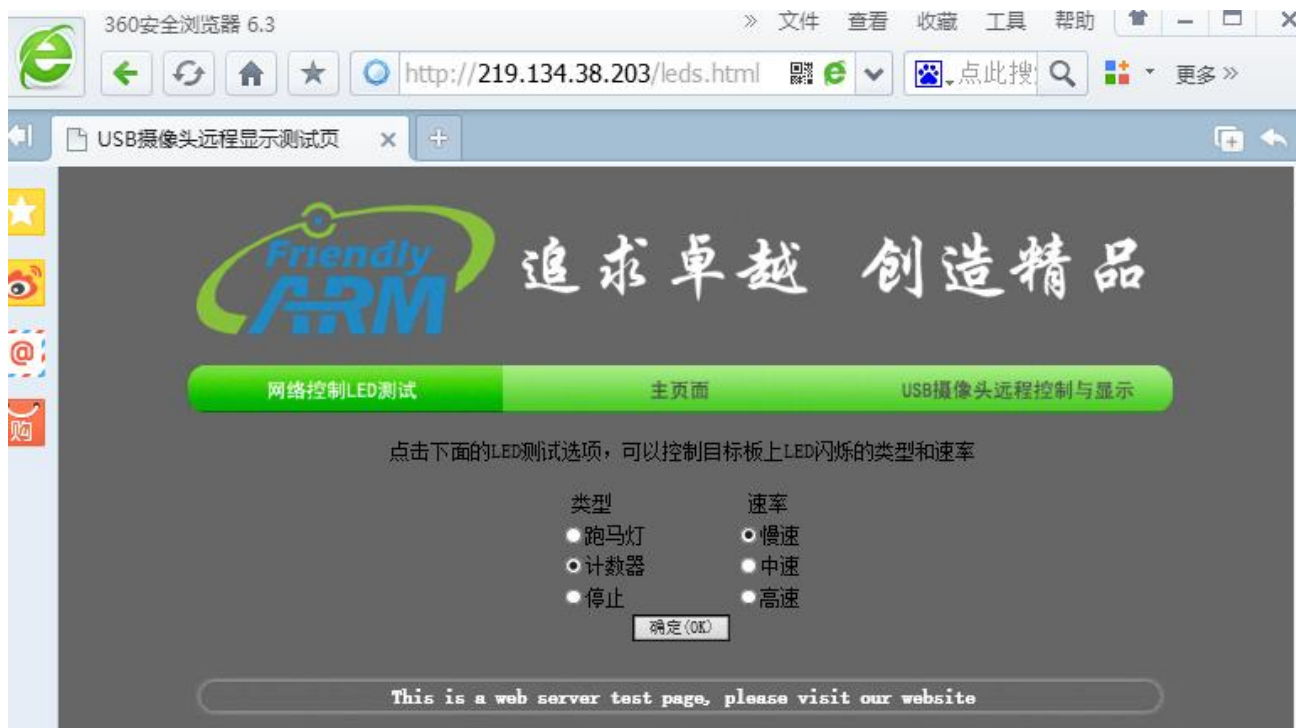 360安全浏览器 6.3 » 文件 查看 收藏 工具 帮助
http://219.134.38.203/leds.html 点此搜 更多 »
USB摄像头远程显示测试页
Friendly
ARM
追求卓越 创造精品
@
购
网络控制LED测试 主页面 USB摄像头远程控制与显示
点击下面的LED测试选项，可以控制目标板上LED闪烁的类型和速率
类型 速率
跑马灯 慢速
计数器 中速
停止 高速
确定(OK)
This is a web server test page, please visit our website